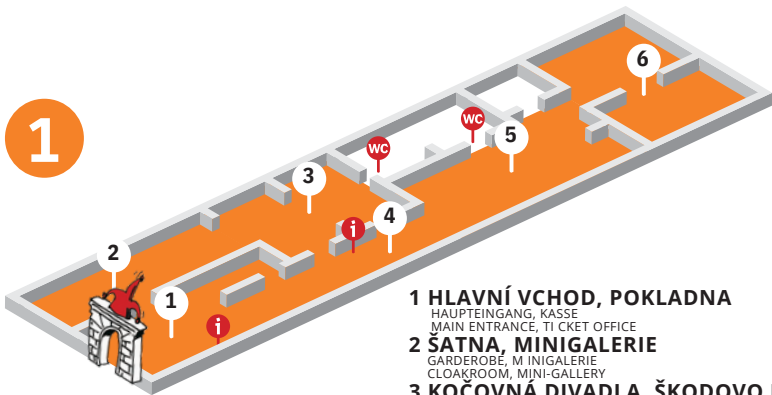 1
6
WC
WC
5
3
4
i
2
1
i
1 HLAVNÍ VCHOD, POKLADNA
HAUPTEINGANG, KASSE
MAIN ENTRANCE, TI CKET OFFICE
2 ŠATNA, MINIGALERIE
GARDEROBE, M INIGALERIE
CLOAKROOM, MINI-GALLERY
3 KOČOVNÁ DIVADLA, ŠKODOVO